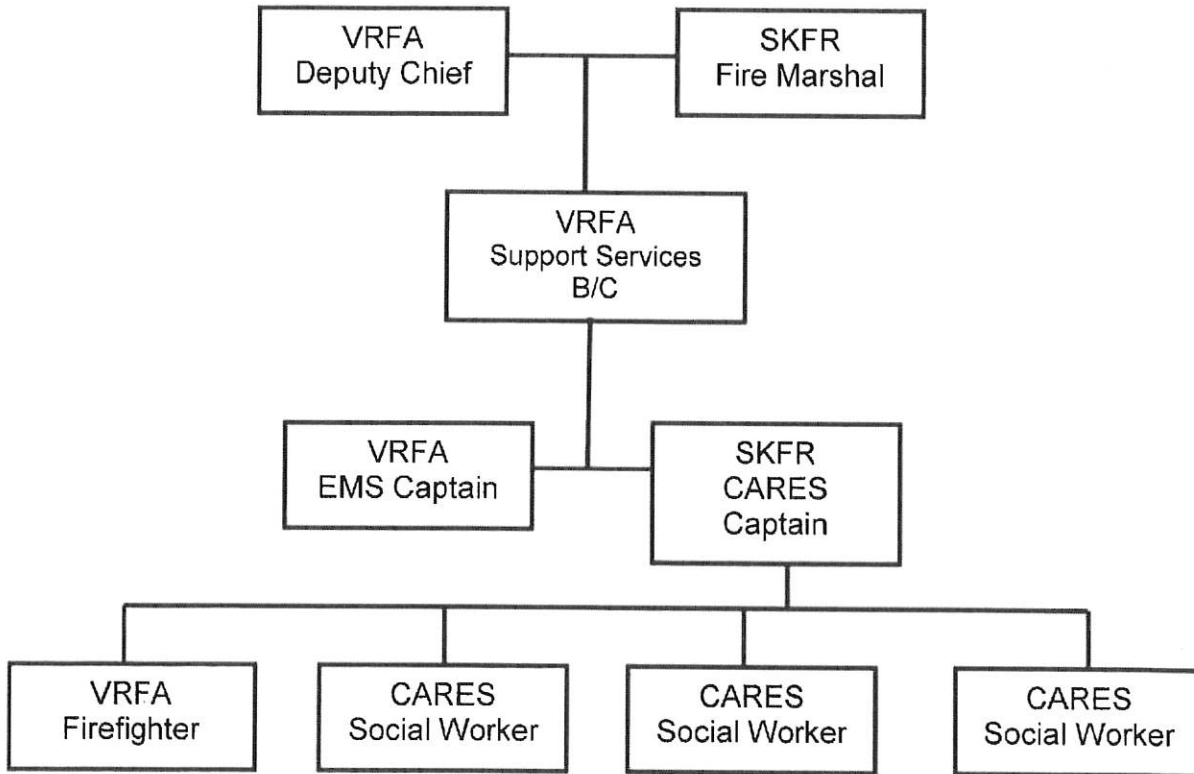 VRFA
Deputy Chief
SKFR
Fire Marshal
VRFA
Support Services
B/C
VRFA
EMS Captain
SKFR
CARES
Captain
VRFA
Firefighter
CARES
Social Worker
CARES
Social Worker
CARES
Social Worker